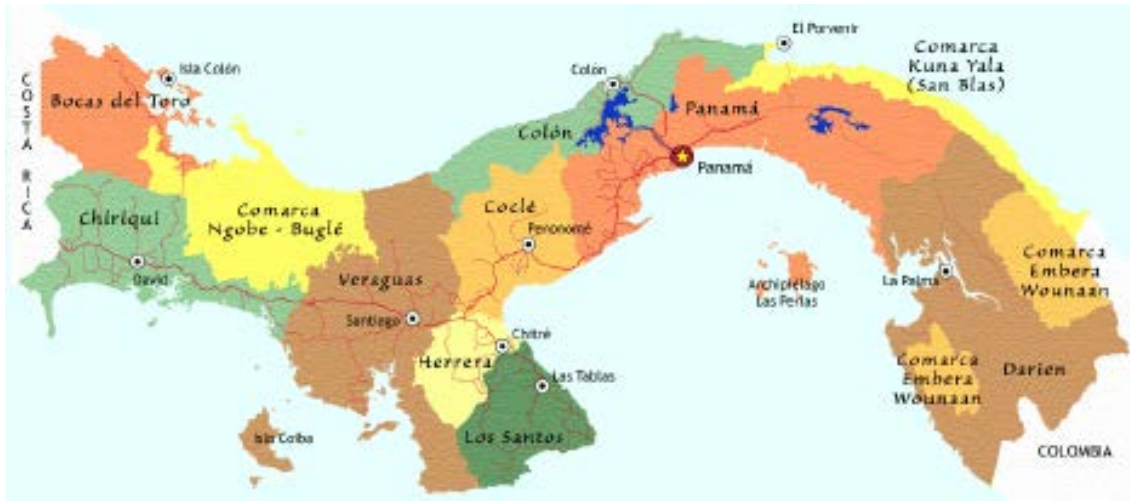 El Porvenir
Comarca
Kuna Yala
(San Blas)
Isla Colón
Colón
COSTA RICA
Bocas del Toro
Panamá
Colón
Panamá
Chiriqui
Comarca
Ngobe - Buglé
Coclé
Penonomé
Comarca
Embera
Wounaan
David
Veraguas
La Palma
Archipiélago
Las Perlas
Santiago
Chitré
Herrera
Comarca
Embera
Wounaan
Darien
Las Tablas
Isla Coiba
Los Santos
COLOMBIA